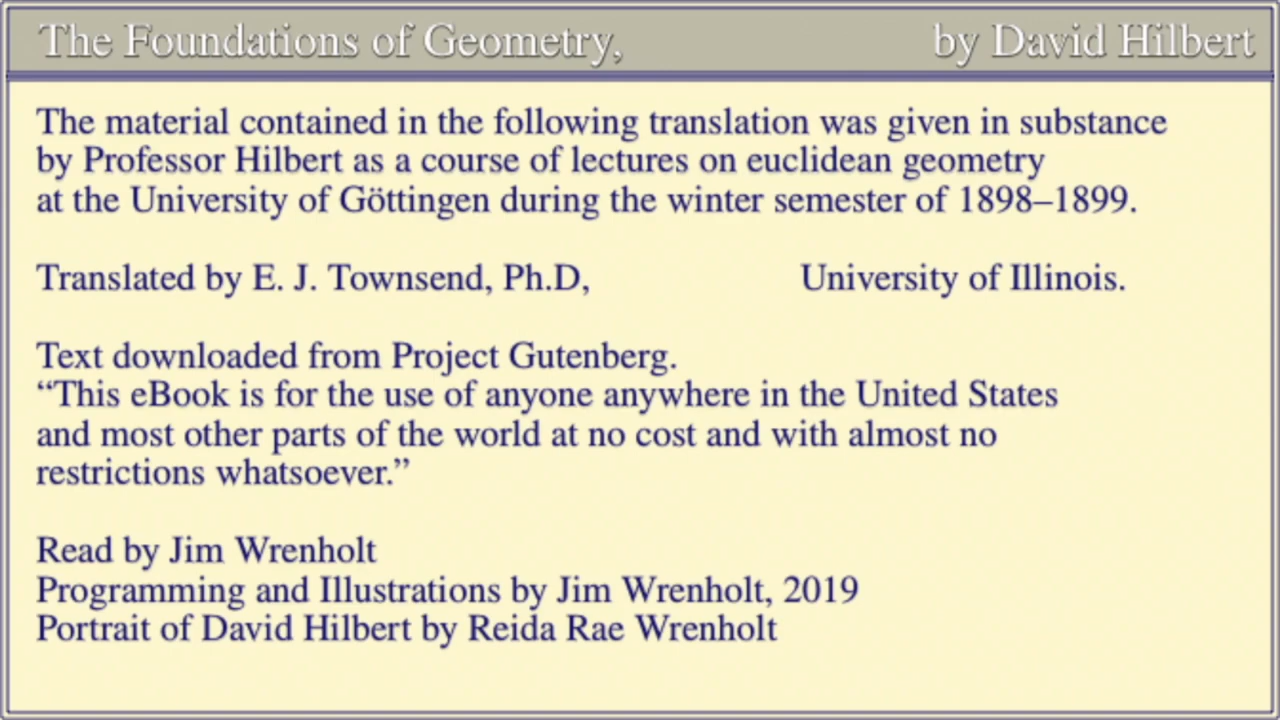 The Foundations of Geometry, by David Hilbert
The material contained in the following translation was given in substance
by Professor Hilbert as a course of lectures on euclidean geometry
at the University of Göttingen during the winter semester of 1898–1899.
Translated by E. J. Townsend, Ph.D, University of Illinois.
Text downloaded from Project Gutenberg.
“This eBook is for the use of anyone anywhere in the United States
and most other parts of the world at no cost and with almost no
restrictions whatsoever.”
Read by Jim Wrenholt
Programming and Illustrations by Jim Wrenholt, 2019
Portrait of David Hilbert by Reida Rae Wrenholt